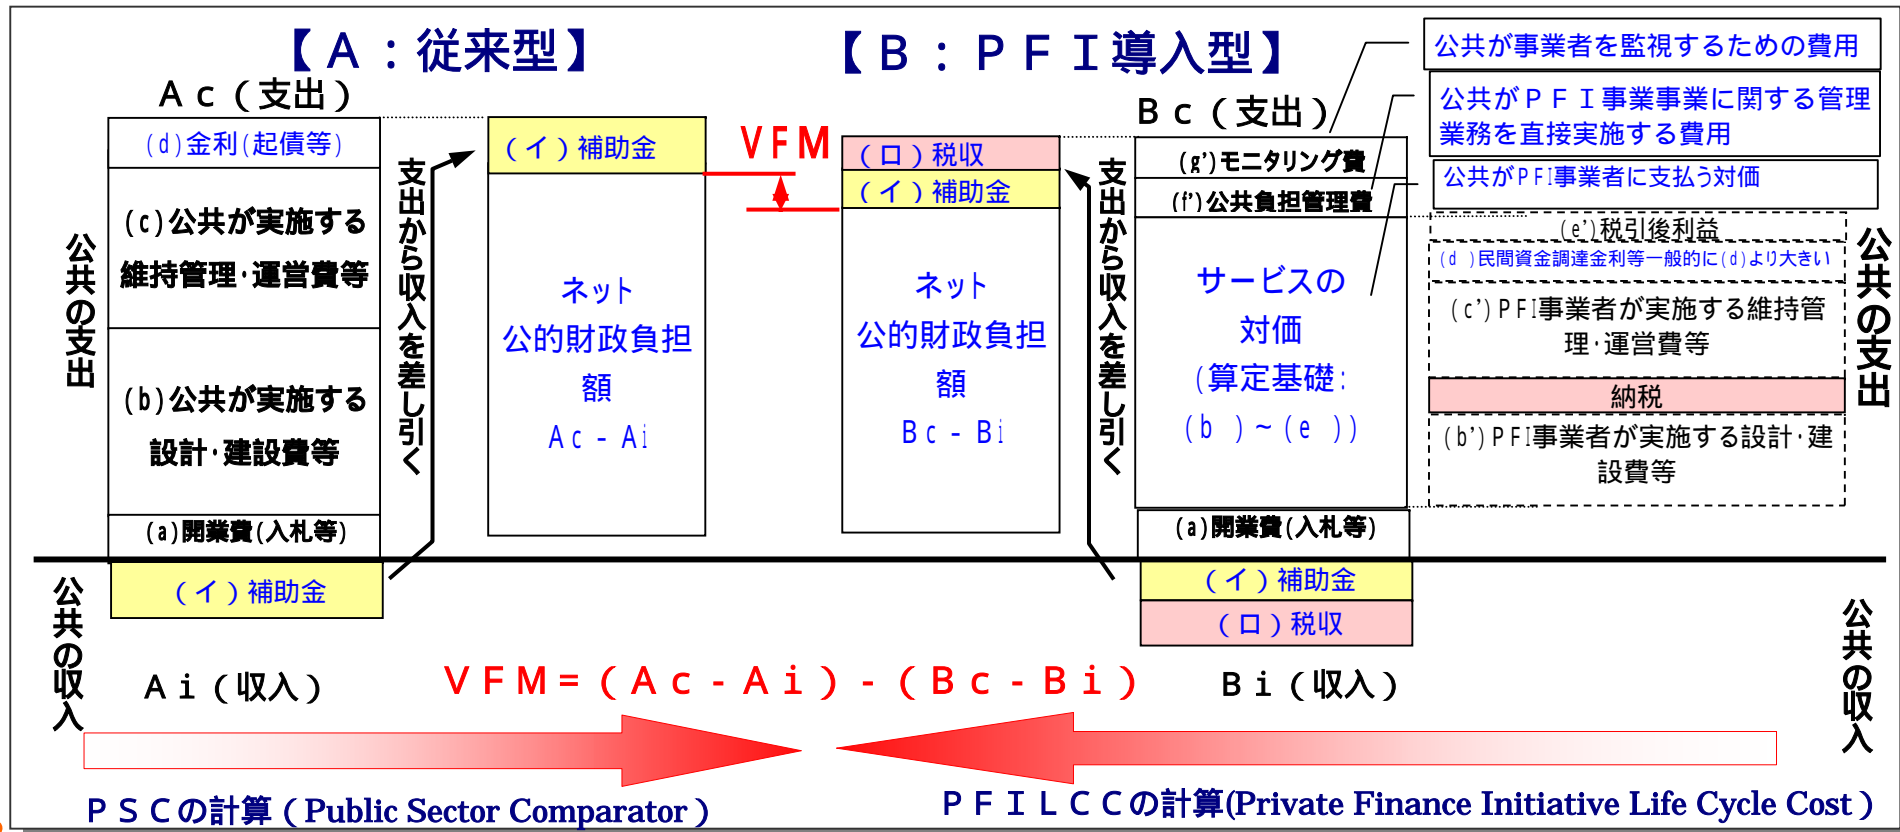 【Ａ：従来型】
【Ｂ：ＰＦＩ導入型】
Ａｃ（支出）
(d)金利(起債等)
(c)公共が実施する
維持管理･運営費等
(b)公共が実施する
設計･建設費等
(a)開業費(入札等)
（イ）補助金
公共の支出
公共の収入
Ａｉ（収入）
支出から収入を差し引く
（イ）補助金
ネット
公的財政負担
額
Ac - Ai
ＶＦＭ
（ロ）税収
（イ）補助金
ネット
公的財政負担
額
Bc - Bi
支出から収入を差し引く
Ｂｃ（支出）
(g')モニタリング費
(f')公共負担管理費
サービスの
対価
(算定基礎:
(b )~(e ))
(a)開業費(入札等)
（イ）補助金
（ロ）税収
Ｂｉ（収入）
公共が事業者を監視するための費用
公共がＰＦＩ事業事業に関する管理
業務を直接実施する費用
公共がPFI事業者に支払う対価
(e')税引後利益
(d )民間資金調達金利等一般的に(d)より大きい
(c')PFI事業者が実施する維持管
理･運営費等
納税
(b')PFI事業者が実施する設計･建
設費等
公共の支出
公共の収入
ＶＦＭ=（Ａｃ-Ａｉ）-（Ｂｃ-Ｂｉ）
ＰＳＣの計算（Public Sector Comparator）
ＰＦＩＬＣＣの計算(Private Finance Initiative Life Cycle Cost）